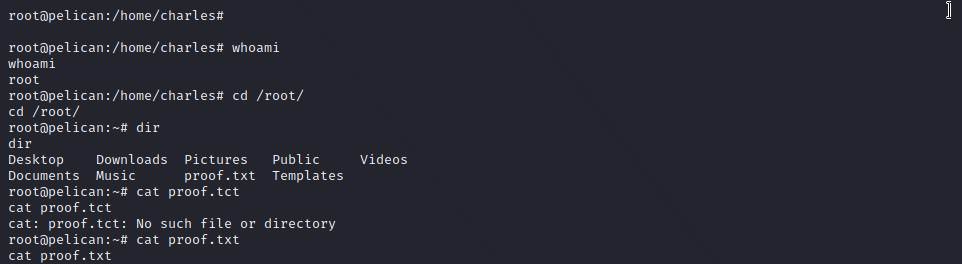 root@pelican:/home/charles#
root@pelican:/home/charles# whoami
whoami
root
root@pelican:/home/charles# cd /root/
cd /root/
root@pelican:~# dir
dir
Desktop    Downloads  Pictures   Public     Videos
Documents  Music      proof.txt  Templates
root@pelican:~# cat proof.tct
cat proof.tct
cat: proof.tct: No such file or directory
root@pelican:~# cat proof.txt
cat proof.txt